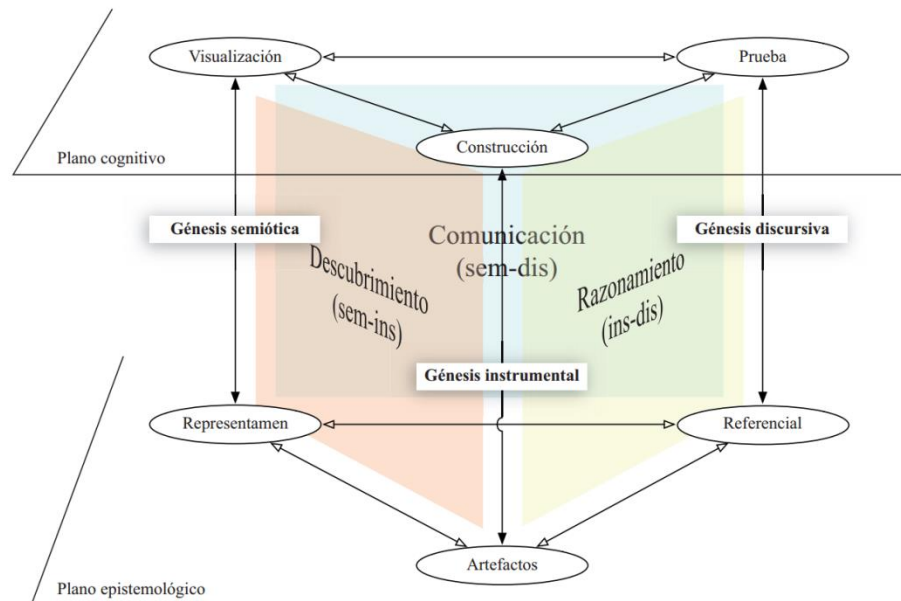 Visualización
Prueba
Construcción
Plano cognitivo
Génesis semiótica
Génesis discursiva
Comunicación
(sem-dis)
Descubrimiento
(sem-ins)
Razonamiento
(ins-dis)
Génesis instrumental
Representamen
Referencial
Artefactos
Plano epistemológico